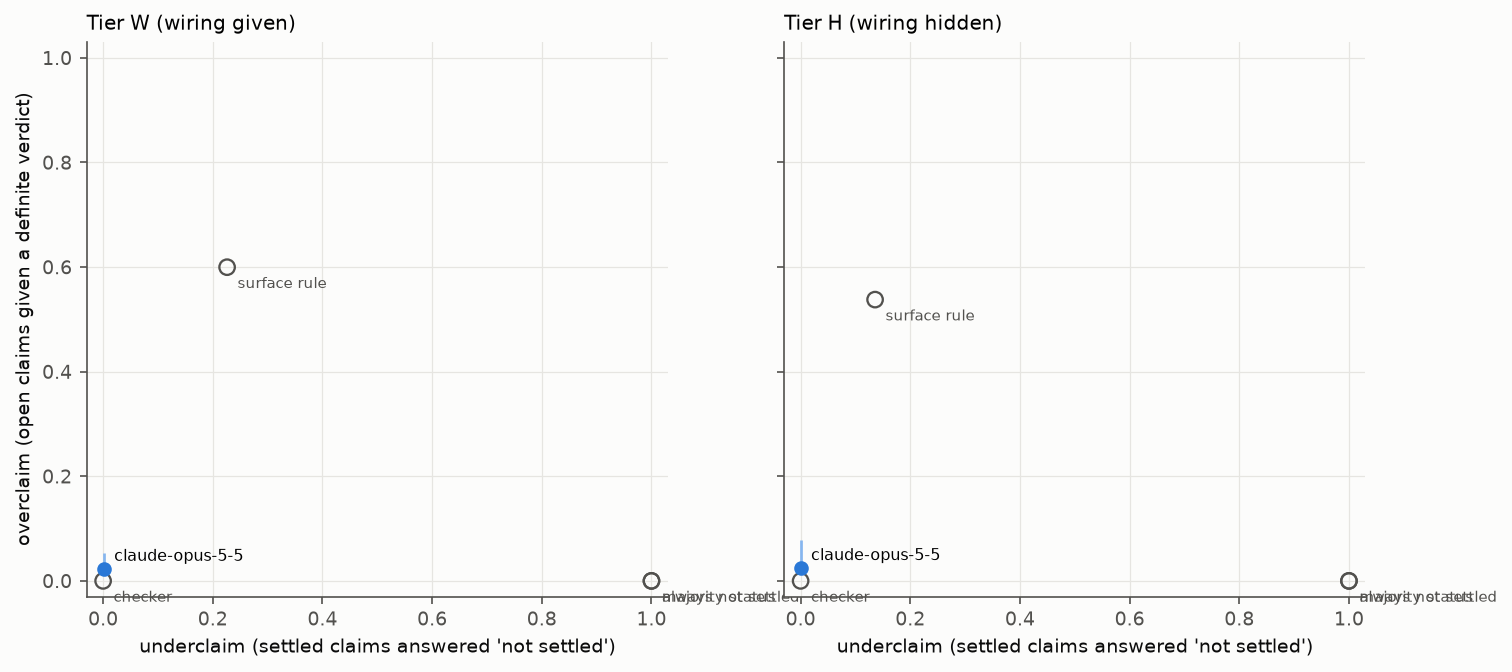 Tier W (wiring given)
Tier H (wiring hidden)
overclaim (open claims given a definite verdict)
1.0
0.8
0.6
0.4
0.2
0.0
surface rule
surface rule
claude-opus-5-5
claude-opus-5-5
checker
checker
0.0 0.2 0.4 0.6 0.8 1.0
0.0 0.2 0.4 0.6 0.8 1.0
underclaim (settled claims answered 'not settled')
underclaim (settled claims answered 'not settled')